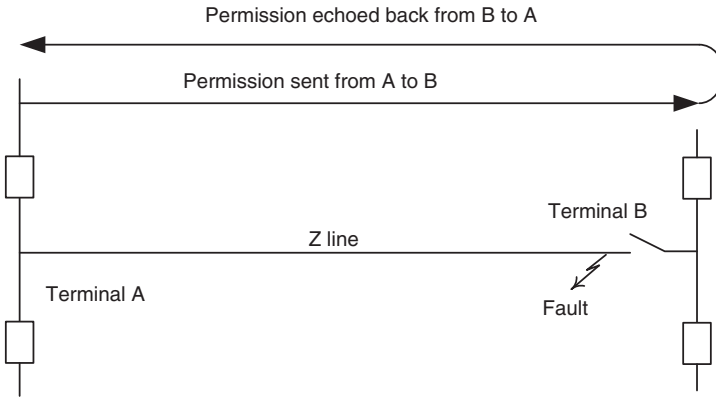 Permission echoed back from B to A
Permission sent from A to B
Terminal B
Z line
Terminal A
Fault